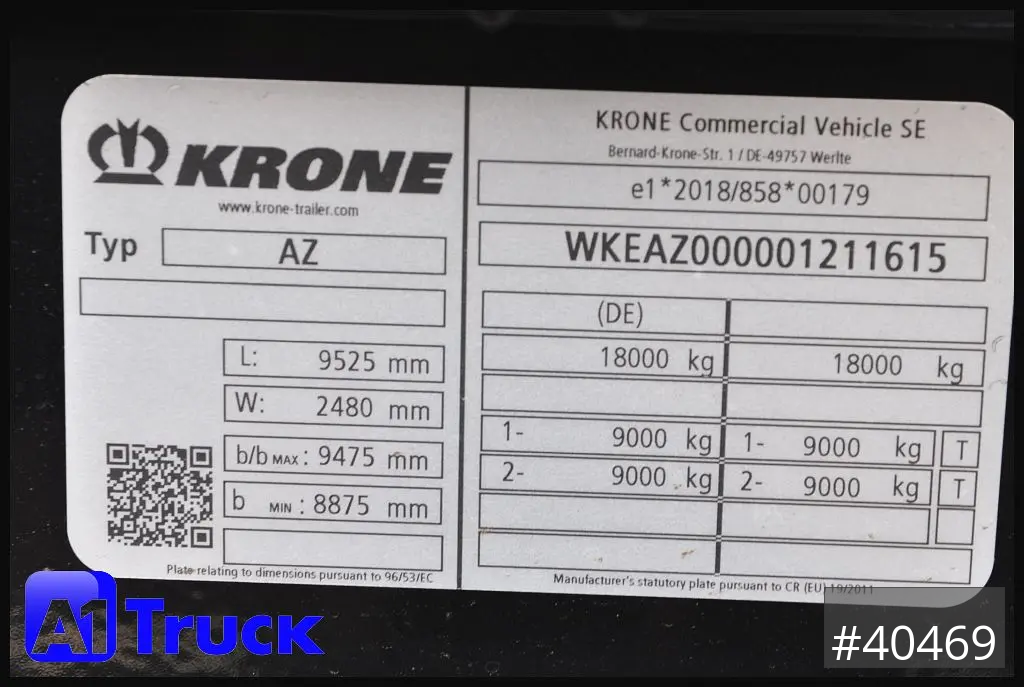 KRONE
www.krone-trailer.com
Typ AZ
L: 9525 mm
W: 2480 mm
b/b MAX: 9475 mm
b MIN: 8875 mm
Plate relating to dimensions pursuant to 96/53/EC
KRONE Commercial Vehicle SE
Bernard-Krone-Str. 1 / DE-49757 Werlte
e1*2018/858*00179
WKEAZ000001211615
(DE)
18000 kg 18000 kg
1- 9000 kg 1- 9000 kg T
2- 9000 kg 2- 9000 kg T
Manufacturer's statutory plate pursuant to CR (EU) 19/2011
A1 Truck
#40469